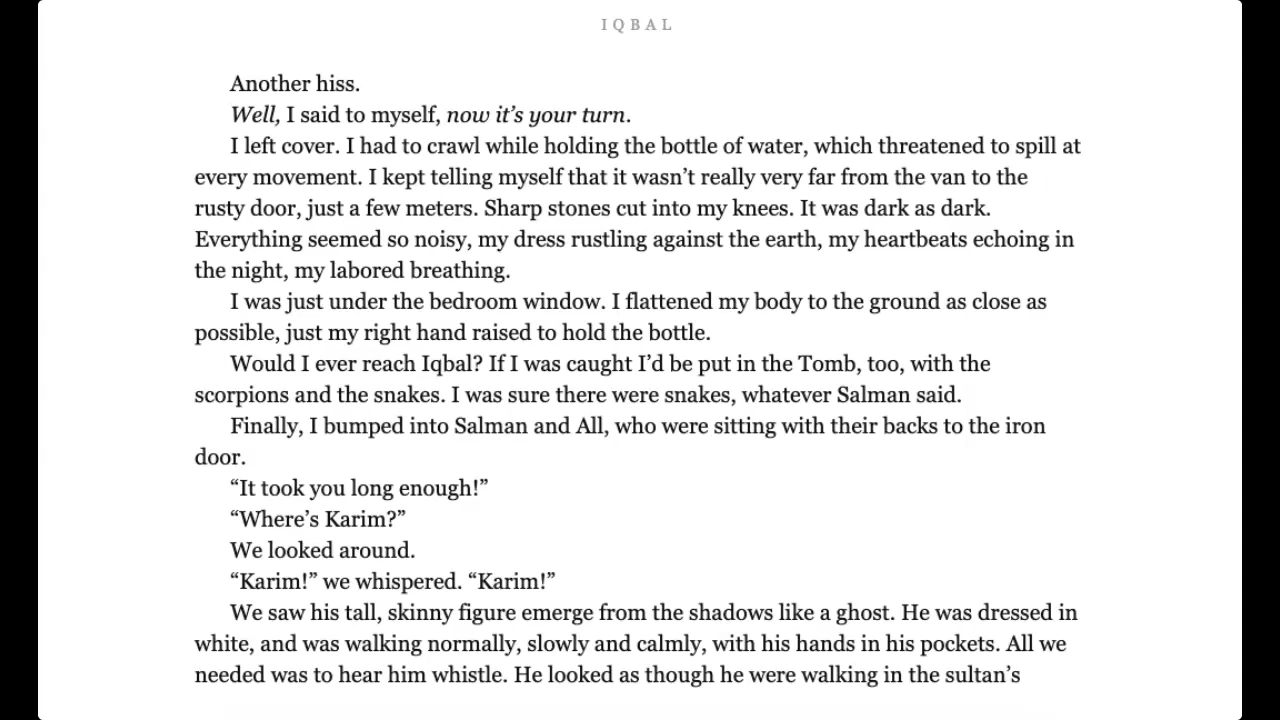 IQBAL
Another hiss.
Well, I said to myself, now it’s your turn.
I left cover. I had to crawl while holding the bottle of water, which threatened to spill at
every movement. I kept telling myself that it wasn’t really very far from the van to the
rusty door, just a few meters. Sharp stones cut into my knees. It was dark as dark.
Everything seemed so noisy, my dress rustling against the earth, my heartbeats echoing in
the night, my labored breathing.
I was just under the bedroom window. I flattened my body to the ground as close as
possible, just my right hand raised to hold the bottle.
Would I ever reach Iqbal? If I was caught I’d be put in the Tomb, too, with the
scorpions and the snakes. I was sure there were snakes, whatever Salman said.
Finally, I bumped into Salman and All, who were sitting with their backs to the iron
door.
“It took you long enough!”
“Where’s Karim?”
We looked around.
“Karim!” we whispered. “Karim!”
We saw his tall, skinny figure emerge from the shadows like a ghost. He was dressed in
white, and was walking normally, slowly and calmly, with his hands in his pockets. All we
needed was to hear him whistle. He looked as though he were walking in the sultan’s